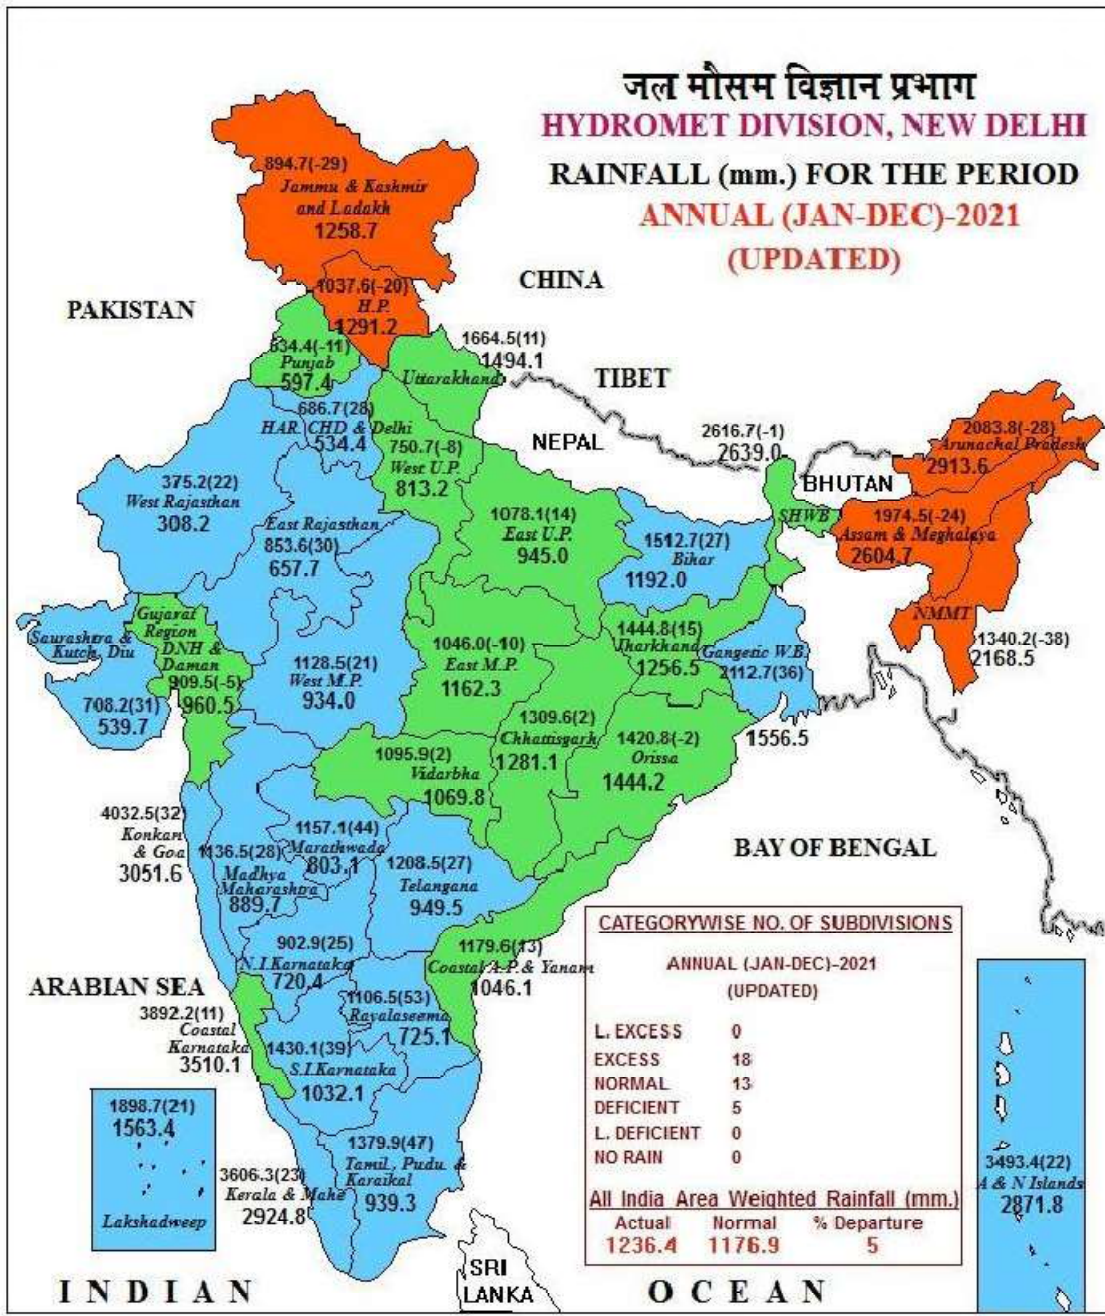 जल मौसम विज्ञान प्रभाग
HYDROMET DIVISION, NEW DELHI
RAINFALL (mm.) FOR THE PERIOD
ANNUAL (JAN-DEC)-2021
(UPDATED)
894.7(-29)
Jammu & Kashmir
and Ladakh
1258.7
CHINA
PAKISTAN
1037.6(-20)
H.P.
1291.2
534.4(-11)
Punjab
597.4
1664.5(11)
1494.1
Uttarakhand
TIBET
686.7(28)
HAR. CHD & Delhi
534.4
NEPAL
750.7(-8)
West U.P.
813.2
2616.7(-1)
2639.0
SHWB
BHUTAN
2083.8(-28)
Arunachal Pradesh
2913.6
375.2(22)
West Rajasthan
308.2
East Rajasthan
853.6(30)
657.7
1078.1(14)
East U.P.
945.0
1512.7(27)
Bihar
1192.0
1974.5(-24)
Assam & Meghalaya
2604.7
NMMT
1340.2(-38)
2168.5
Saurashtra &
Kutch, Diu
708.2(31)
539.7
Gujarat
Region
DNH &
Daman
909.5(-5)
960.5
1128.5(21)
West M.P.
934.0
1046.0(-10)
East M.P.
1162.3
1444.8(15)
Jharkhand
1256.5
Gangetic W.B.
2112.7(36)
1556.5
1309.6(2)
Chhattisgarh
1281.1
1420.8(-2)
Orissa
1444.2
1095.9(2)
Vidarbha
1069.8
4032.5(32)
Konkan
& Goa
3051.6
1136.5(28)
Madhya
Maharashtra
889.7
1157.1(44)
Marathwada
803.1
1208.5(27)
Telangana
949.5
BAY OF BENGAL
902.9(25)
N.I.Karnataka
720.4
1179.6(13)
Coastal A.P. & Yanam
1046.1
ARABIAN SEA
3892.2(11)
Coastal
Karnataka
3510.1
1106.5(53)
Rayalaseema
725.1
1430.1(39)
S.I.Karnataka
1032.1
1898.7(21)
1563.4
Lakshadweep
3606.3(23)
Kerala & Mahe
2924.8
1379.9(47)
Tamil., Pudu. &
Karaikal
939.3
CATEGORYWISE NO. OF SUBDIVISIONS
ANNUAL (JAN-DEC)-2021
(UPDATED)
L. EXCESS 0
EXCESS 18
NORMAL 13
DEFICIENT 5
L. DEFICIENT 0
NO RAIN 0
All India Area Weighted Rainfall (mm.)
Actual Normal % Departure
1236.4 1176.9 5
3493.4(22)
A & N Islands
2871.8
SRI
LANKA
INDIAN OCEAN